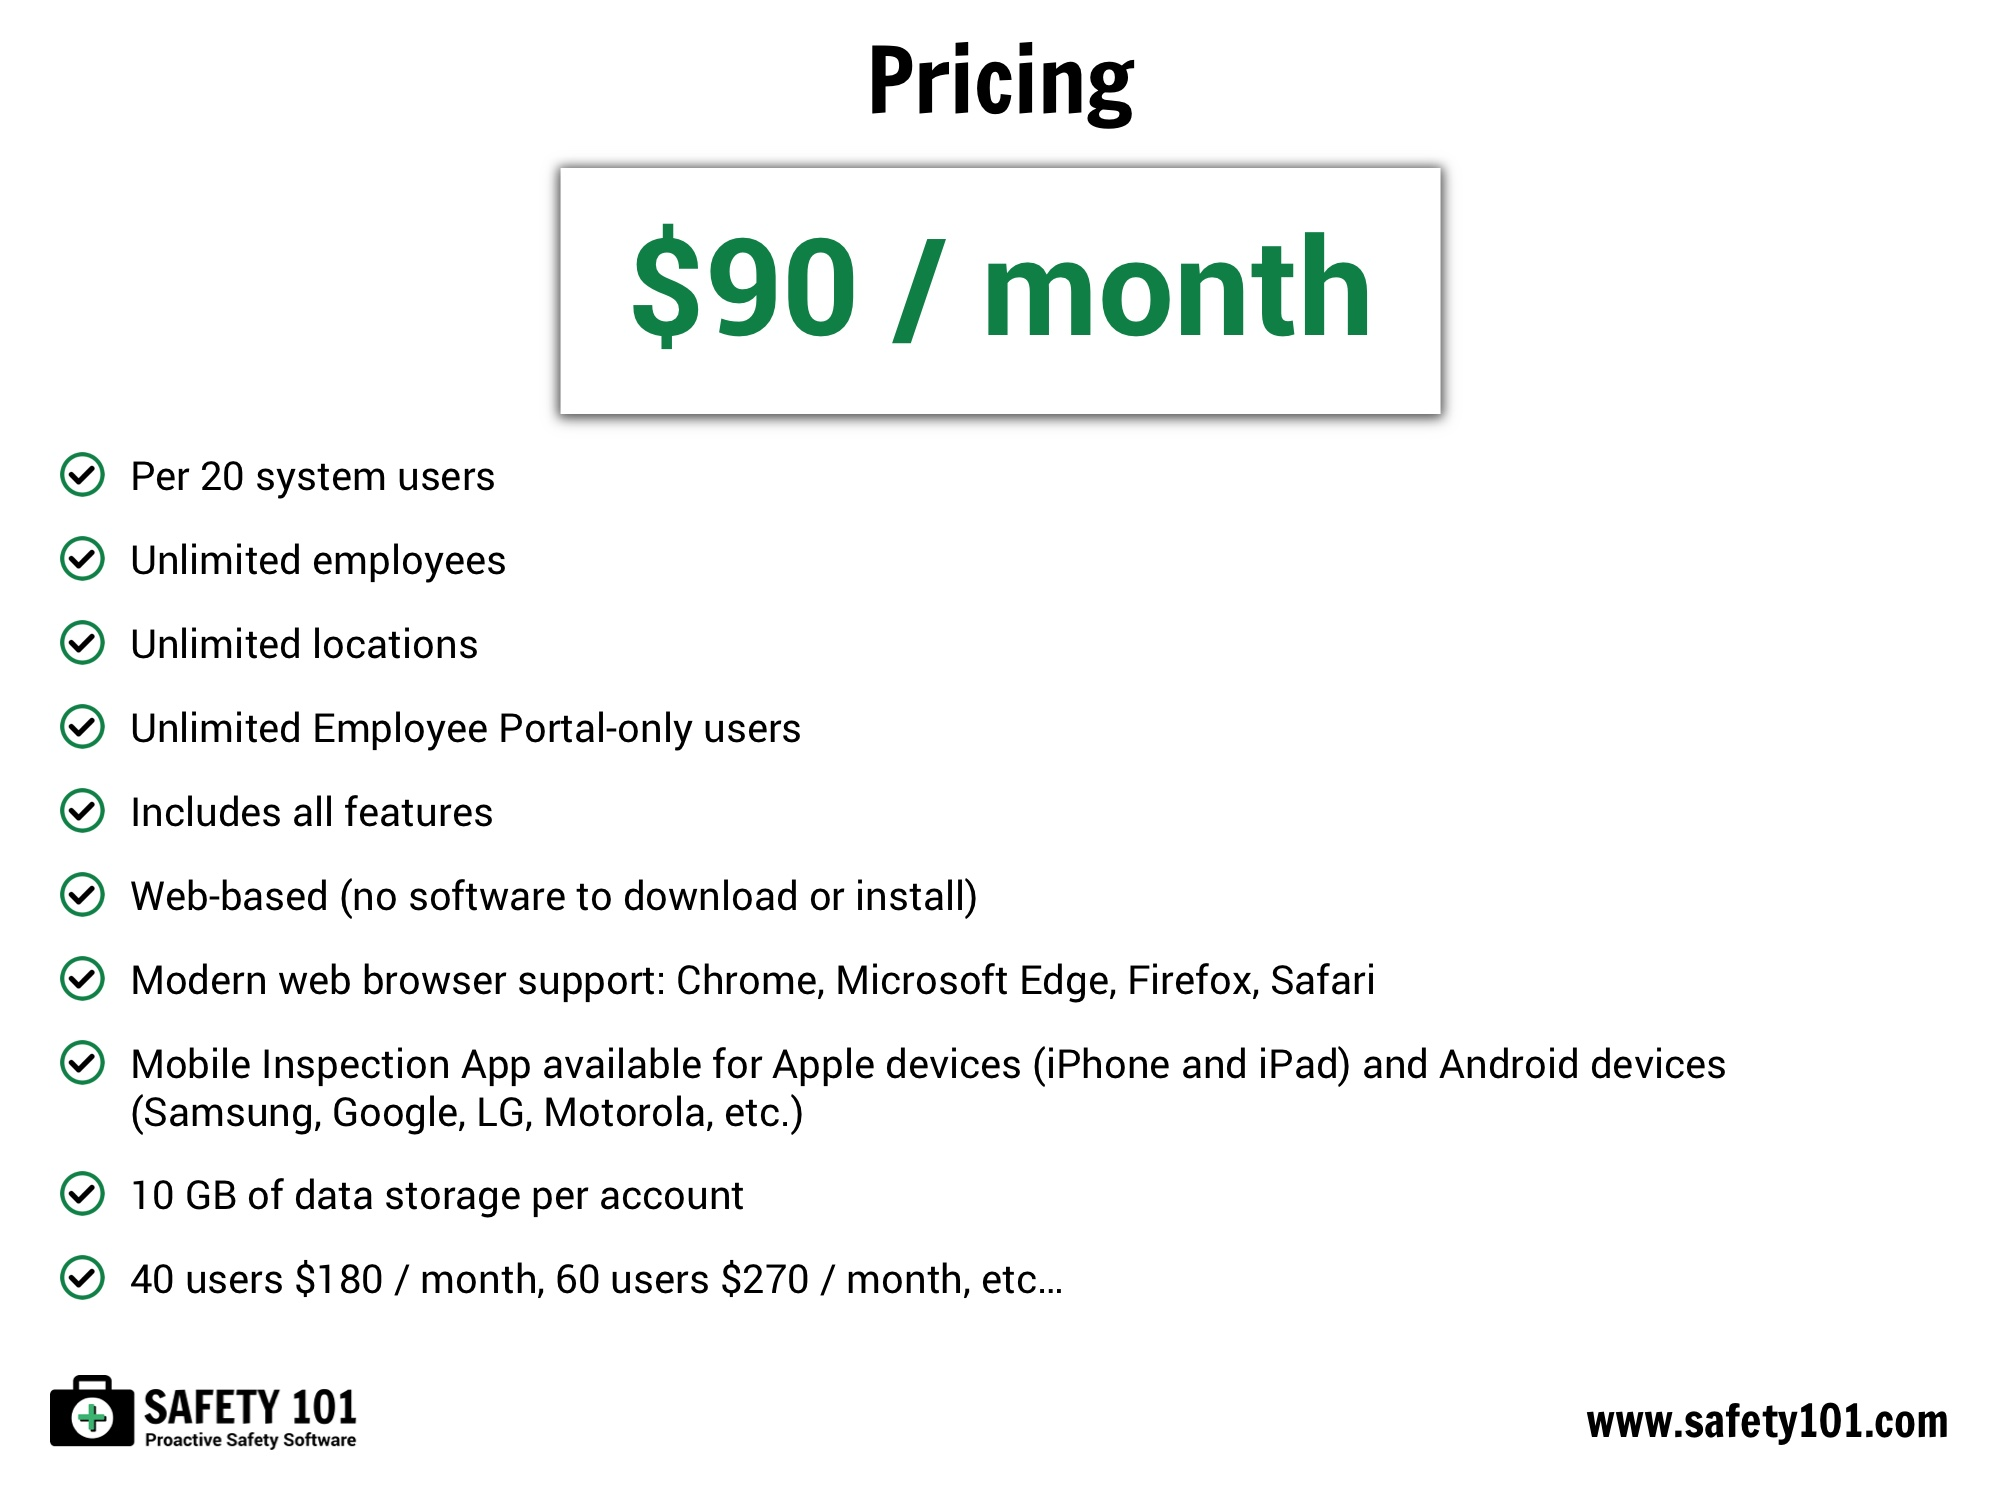 Pricing
$90 / month
Per 20 system users
Unlimited employees
Unlimited locations
Unlimited Employee Portal-only users
Includes all features
Web-based (no software to download or install)
Modern web browser support: Chrome, Microsoft Edge, Firefox, Safari
Mobile Inspection App available for Apple devices (iPhone and iPad) and Android devices
(Samsung, Google, LG, Motorola, etc.)
10 GB of data storage per account
40 users $180 / month, 60 users $270 / month, etc...
SAFETY 101
Proactive Safety Software
www.safety101.com